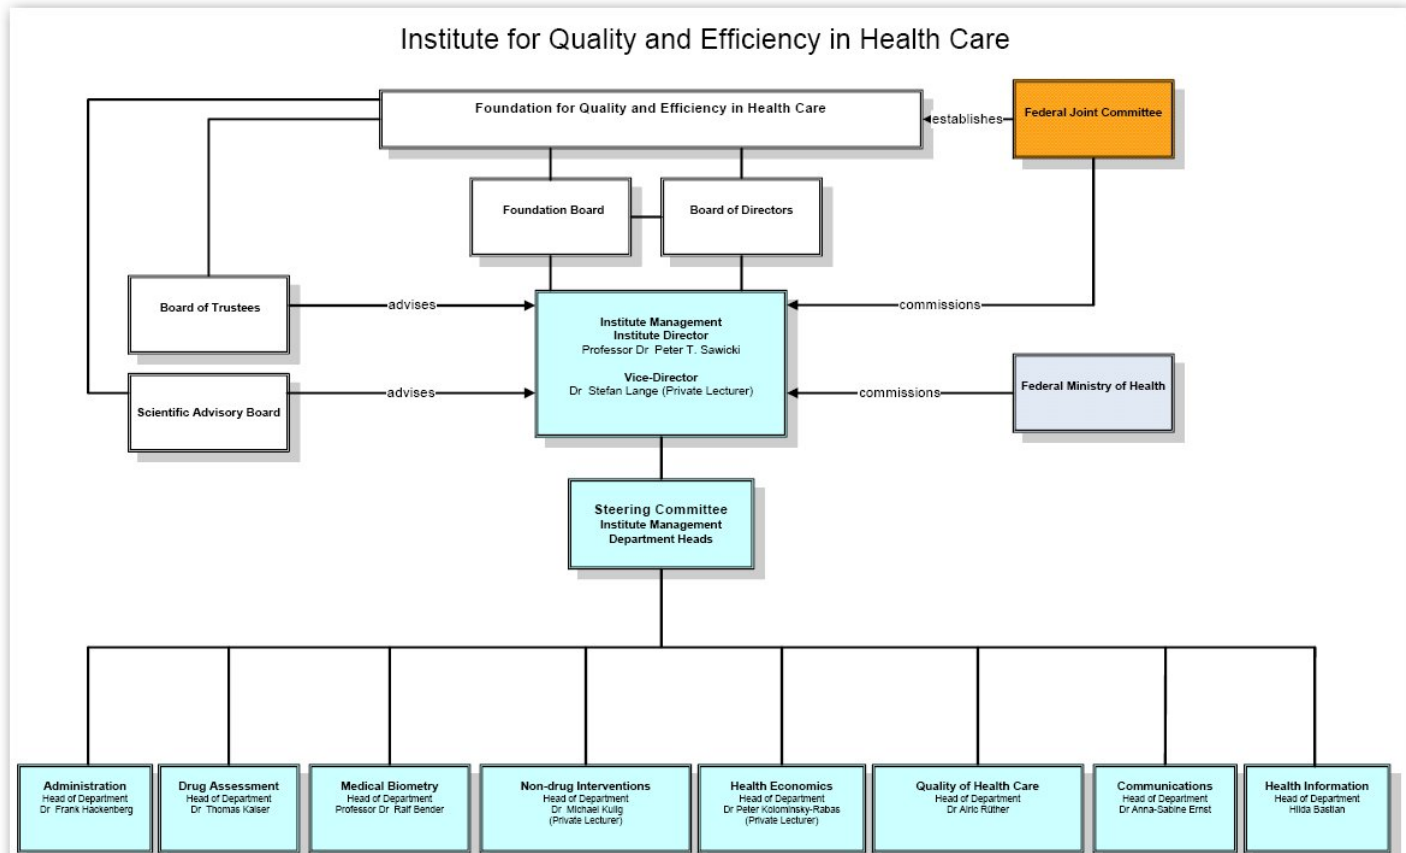 Institute for Quality and Efficiency in Health Care
Foundation for Quality and Efficiency in Health Care
establishes
Federal Joint Committee
Foundation Board
Board of Directors
Board of Trustees
advises
Institute Management
Institute Director
Professor Dr Peter T. Sawicki
Vice-Director
Dr Stefan Lange (Private Lecturer)
commissions
Scientific Advisory Board
advises
commissions
Federal Ministry of Health
Steering Committee
Institute Management
Department Heads
Administration
Head of Department
Dr Frank Hackenberg
Drug Assessment
Head of Department
Dr Thomas Kaiser
Medical Biometry
Head of Department
Professor Dr Ralf Bender
Non-drug Interventions
Head of Department
Dr Michael Kulig
(Private Lecturer)
Health Economics
Head of Department
Dr Peter Kolominsky-Rabas
(Private Lecturer)
Quality of Health Care
Head of Department
Dr Alric Rüther
Communications
Head of Department
Dr Anna-Sabine Ernst
Health Information
Head of Department
Hilda Bastian